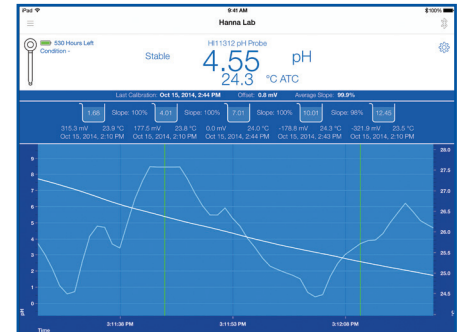 iPad 9:41 AM 100%
Hanna Lab
530 Hours Left
Condition -
HI11312 pH Probe
Stable 4.55 pH
24.3 °C ATC
Last Calibration: Oct 15, 2014, 2:44 PM Offset: 0.8 mV Average Slope: 99.9%
1.68 Slope: 100% 4.01 Slope: 100% 7.01 Slope: 100% 10.01 Slope: 98% 12.45
315.3 mV 23.9 °C 177.5 mV 23.8 °C 0.0 mV 24.0 °C -178.8 mV 24.3 °C -321.9 mV 23.5 °C
Oct 15, 2014, 2:10 PM Oct 15, 2014, 2:10 PM Oct 15, 2014, 2:44 PM Oct 15, 2014, 2:43 PM Oct 15, 2014, 2:10 PM
28.0
9
27.5
8
7
27.0
6
26.5
5
26.0
4
3
25.5
2
25.0
1
24.5
0
pH
3:11:38 PM 3:11:53 PM 3:12:08 PM
Time